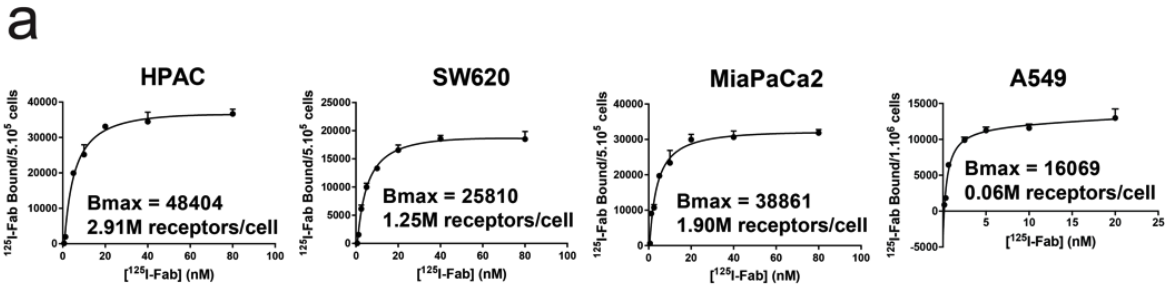 a
HPAC
¹²⁵I-Fab Bound/5.10⁵ cells
40000
30000
20000
10000
0
Bmax = 48404
2.91M receptors/cell
0 20 40 60 80 100
[¹²⁵I-Fab] (nM)
SW620
¹²⁵I-Fab Bound/5.10⁵ cells
25000
20000
15000
10000
5000
0
Bmax = 25810
1.25M receptors/cell
0 20 40 60 80 100
[¹²⁵I-Fab] (nM)
MiaPaCa2
¹²⁵I-Fab Bound/5.10⁵ cells
40000
30000
20000
10000
0
Bmax = 38861
1.90M receptors/cell
0 20 40 60 80 100
[¹²⁵I-Fab] (nM)
A549
¹²⁵I-Fab Bound/1.10⁶ cells
15000
10000
5000
0
-5000
Bmax = 16069
0.06M receptors/cell
5 10 15 20 25
[¹²⁵I-Fab] (nM)